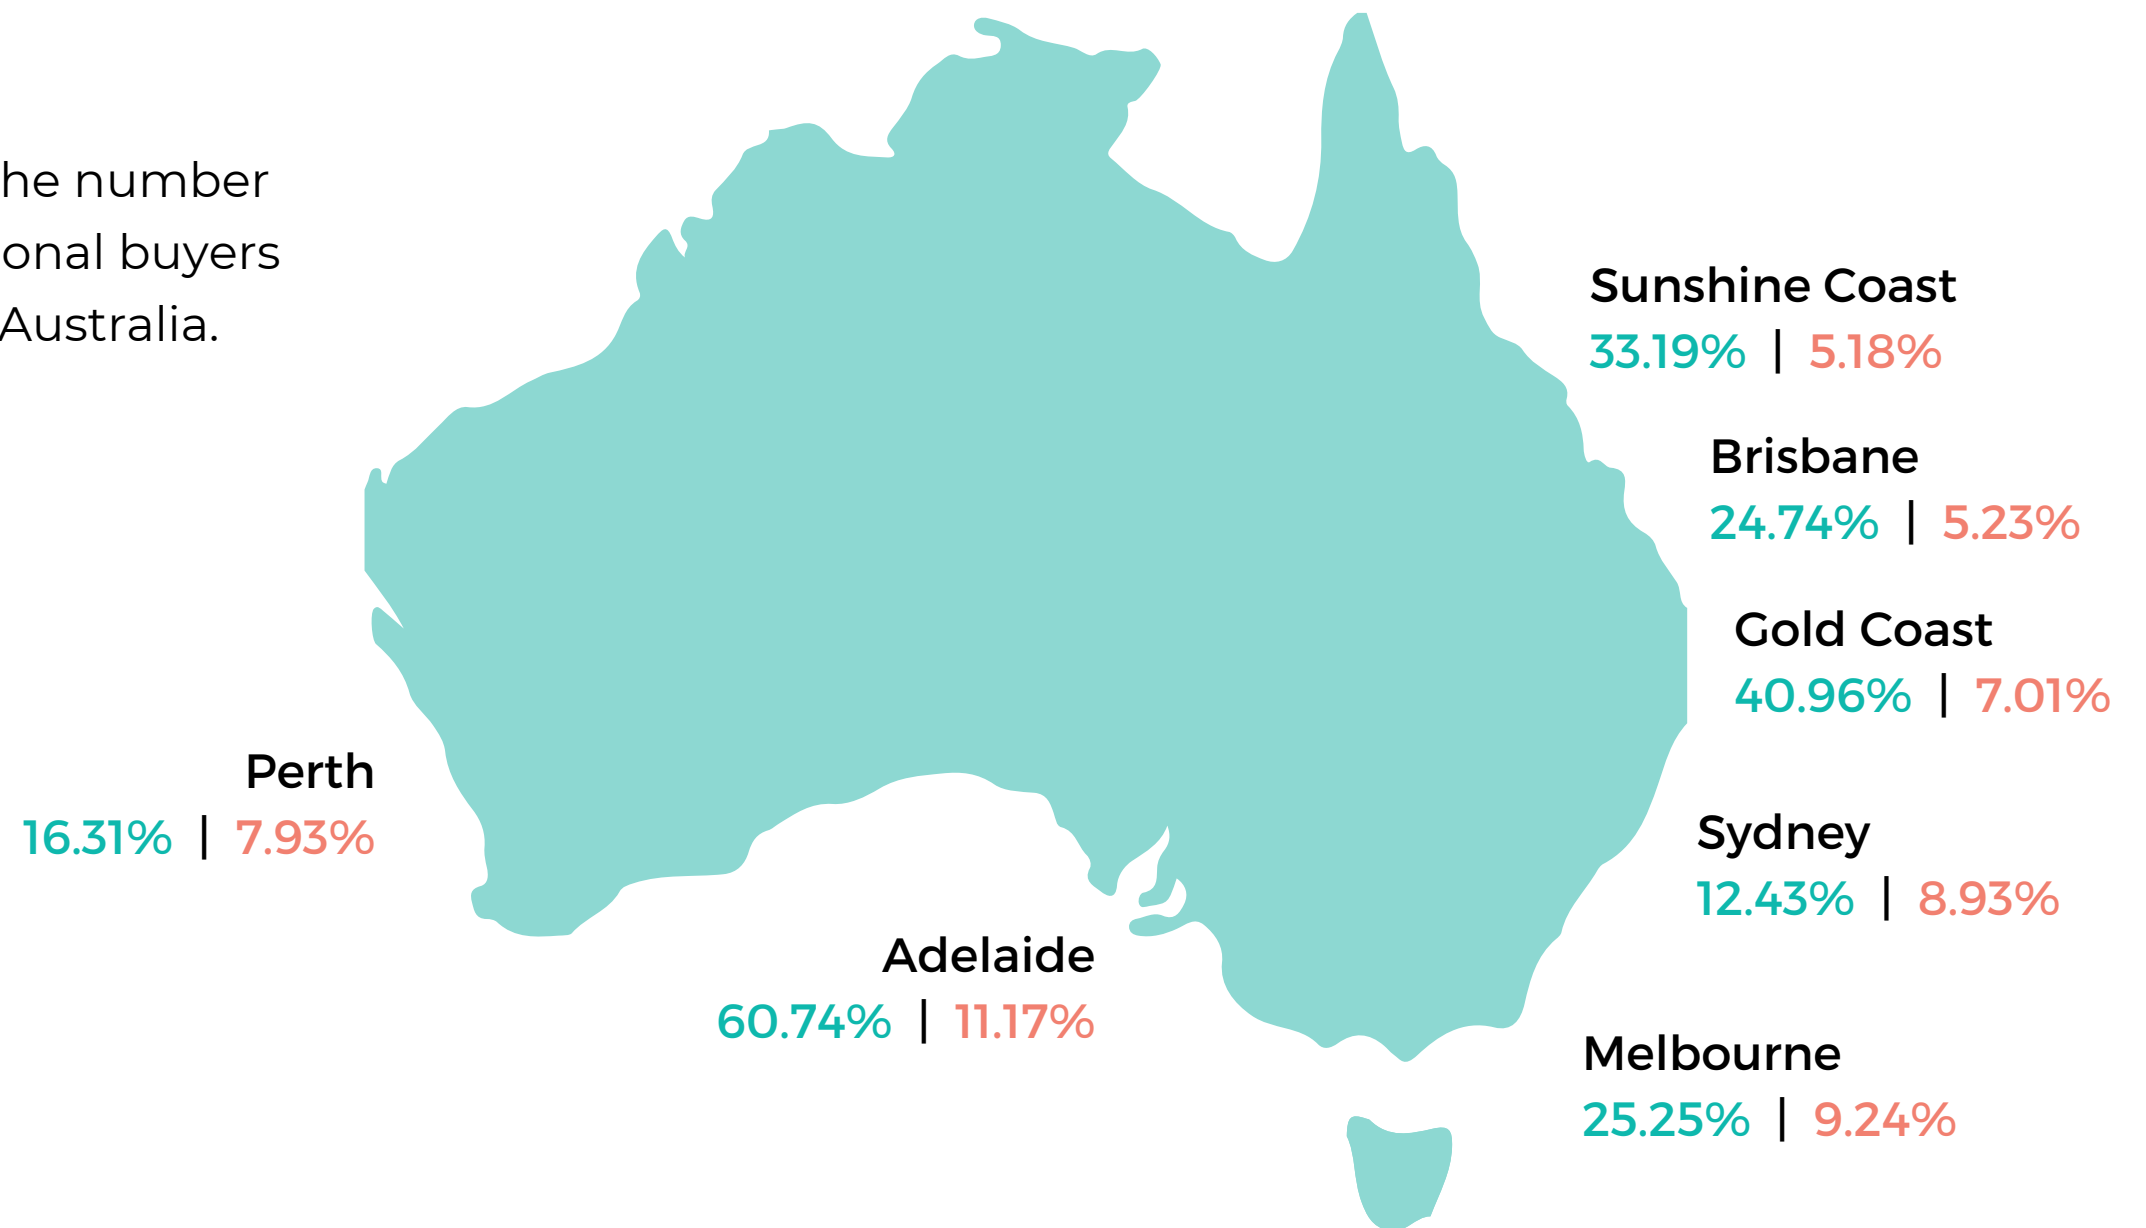 he number
onal buyers
Australia.
Sunshine Coast
33.19% | 5.18%
Brisbane
24.74% | 5.23%
Gold Coast
40.96% | 7.01%
Perth
16.31% | 7.93%
Sydney
12.43% | 8.93%
Adelaide
60.74% | 11.17%
Melbourne
25.25% | 9.24%